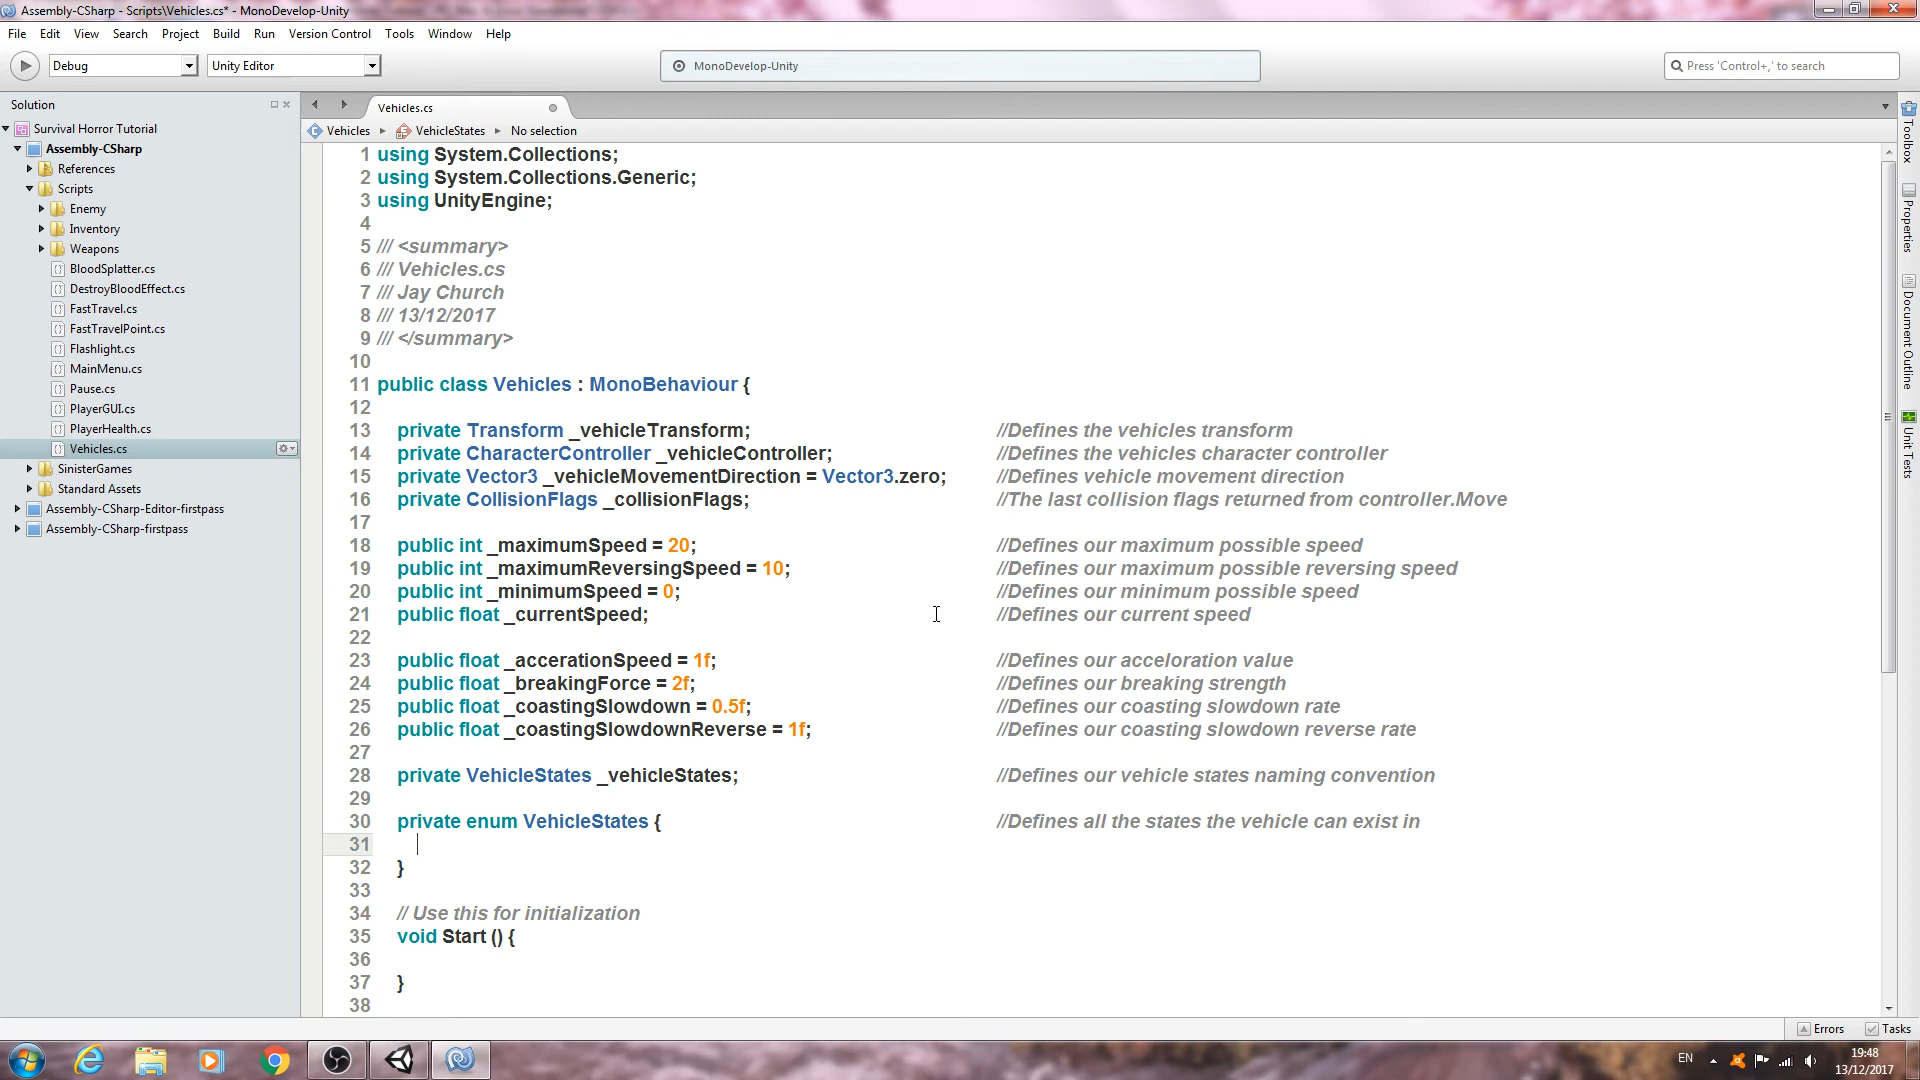 Assembly-CSharp - Scripts\Vehicles.cs* - MonoDevelop-Unity
File Edit View Search Project Build Run Version Control Tools Window Help
Debug
Unity Editor
MonoDevelop-Unity
Press 'Control+,' to search
Solution
Survival Horror Tutorial
Assembly-CSharp
References
Scripts
Enemy
Inventory
Weapons
BloodSplatter.cs
DestroyBloodEffect.cs
FastTravel.cs
FastTravelPoint.cs
Flashlight.cs
MainMenu.cs
Pause.cs
PlayerGUI.cs
PlayerHealth.cs
Vehicles.cs
SinisterGames
Standard Assets
Assembly-CSharp-Editor-firstpass
Assembly-CSharp-firstpass
Vehicles.cs
Vehicles VehicleStates No selection
1 using System.Collections;
2 using System.Collections.Generic;
3 using UnityEngine;
4
5 /// <summary>
6 /// Vehicles.cs
7 /// Jay Church
8 /// 13/12/2017
9 /// </summary>
10
11 public class Vehicles : MonoBehaviour {
12
13 private Transform _vehicleTransform; //Defines the vehicles transform
14 private CharacterController _vehicleController; //Defines the vehicles character controller
15 private Vector3 _vehicleMovementDirection = Vector3.zero; //Defines vehicle movement direction
16 private CollisionFlags _collisionFlags; //The last collision flags returned from controller.Move
17
18 public int _maximumSpeed = 20; //Defines our maximum possible speed
19 public int _maximumReversingSpeed = 10; //Defines our maximum possible reversing speed
20 public int _minimumSpeed = 0; //Defines our minimum possible speed
21 public float _currentSpeed; //Defines our current speed
22
23 public float _accerationSpeed = 1f; //Defines our acceloration value
24 public float _breakingForce = 2f; //Defines our breaking strength
25 public float _coastingSlowdown = 0.5f; //Defines our coasting slowdown rate
26 public float _coastingSlowdownReverse = 1f; //Defines our coasting slowdown reverse rate
27
28 private VehicleStates _vehicleStates; //Defines our vehicle states naming convention
29
30 private enum VehicleStates { //Defines all the states the vehicle can exist in
31
32 }
33
34 // Use this for initialization
35 void Start () {
36
37 }
38
Toolbox
Properties
Document Outline
Unit Tests
Errors Tasks
EN
19:48
13/12/2017